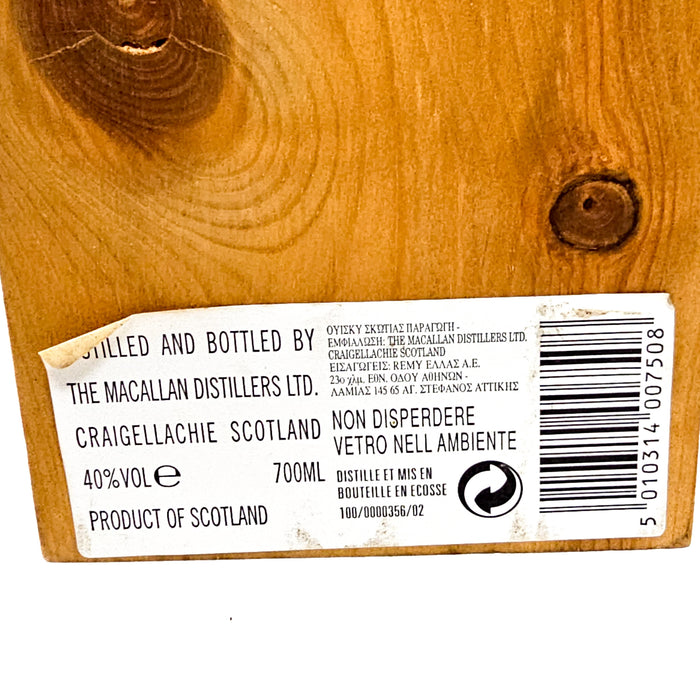 AND BOTTLED BY
THE MACALLAN DISTILLERS LTD.
CRAIGELLACHIE SCOTLAND
40%VOL e 700ML
PRODUCT OF SCOTLAND
ΟΥΙΣΚΥ ΣΚΩΤΙΑΣ ΠΑΡΑΓΩΓΗ -
ΕΜΦΙΑΛΩΣΗ: THE MACALLAN DISTILLERS LTD.
CRAIGELLACHIE SCOTLAND
ΕΙΣΑΓΩΓΕΙΣ: REMY ΕΛΛΑΣ Α.Ε.
23ο χλμ. ΕΘΝ. ΟΔΟΥ ΑΘΗΝΩΝ -
ΛΑΜΙΑΣ 145 65 ΑΓ. ΣΤΕΦΑΝΟΣ ΑΤΤΙΚΗΣ
NON DISPERDERE
VETRO NELL AMBIENTE
DISTILLE ET MIS EN
BOUTEILLE EN ECOSSE
100/0000356/02
5 010314 007508